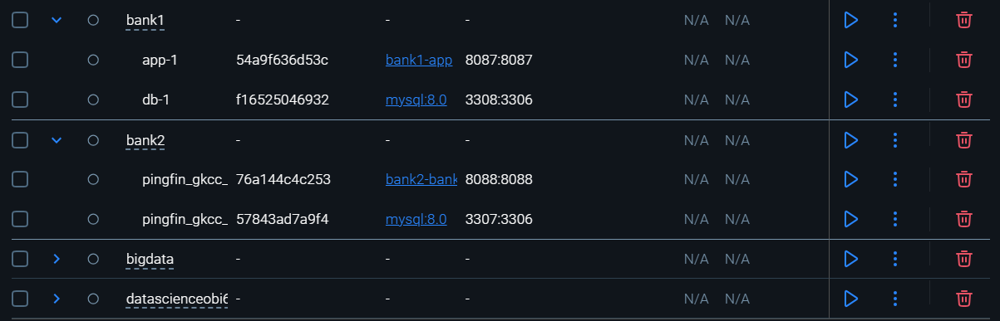 bank1 - - - N/A N/A
app-1 54a9f636d53c bank1-app 8087:8087 N/A N/A
db-1 f16525046932 mysql:8.0 3308:3306 N/A N/A
bank2 - - - N/A N/A
pingfin_gkcc_ 76a144c4c253 bank2-bank 8088:8088 N/A N/A
pingfin_gkcc_ 57843ad7a9f4 mysql:8.0 3307:3306 N/A N/A
bigdata - - - N/A N/A
datascienceobi6 - - - N/A N/A